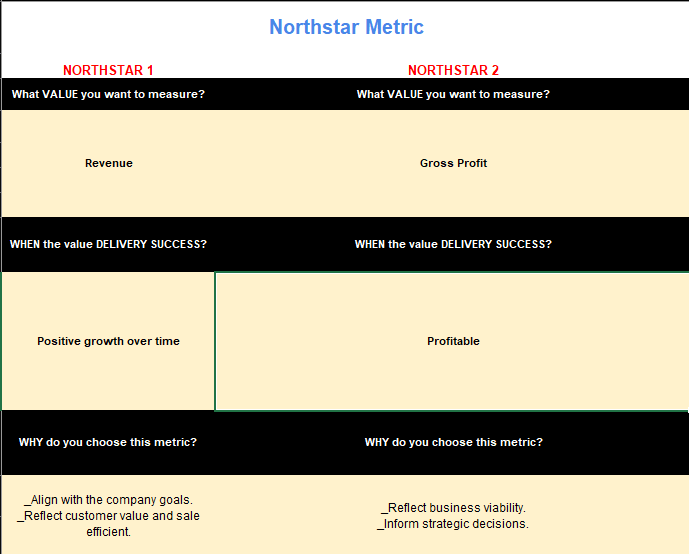 Northstar Metric
NORTHSTAR 1
NORTHSTAR 2
What VALUE you want to measure?
What VALUE you want to measure?
Revenue
Gross Profit
WHEN the value DELIVERY SUCCESS?
WHEN the value DELIVERY SUCCESS?
Positive growth over time
Profitable
WHY do you choose this metric?
WHY do you choose this metric?
_Align with the company goals.
_Reflect customer value and sale
efficient.
_Reflect business viability.
_Inform strategic decisions.